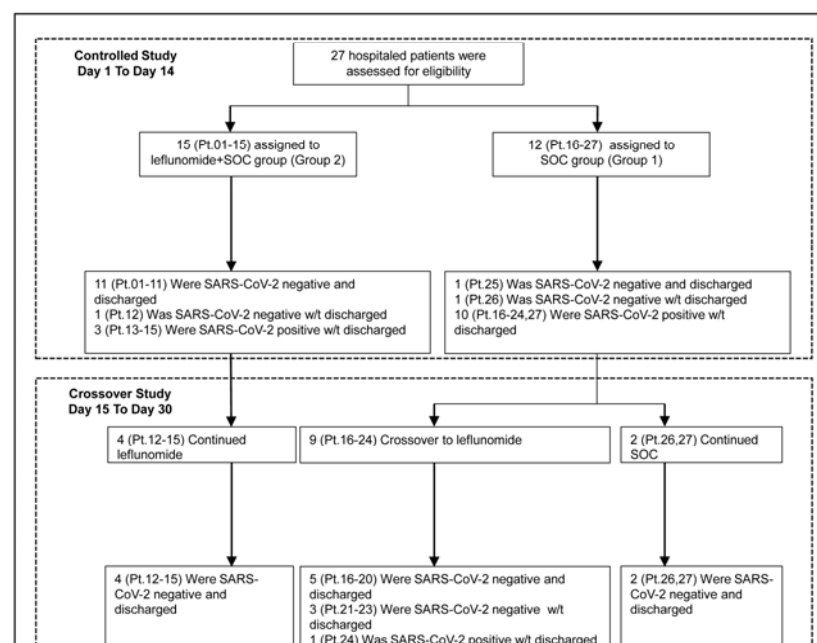 Controlled Study
Day 1 To Day 14
27 hospitaled patients were
assessed for eligibility
15 (Pt.01-15) assigned to
leflunomide+SOC group (Group 2)
12 (Pt.16-27) assigned to
SOC group (Group 1)
11 (Pt.01-11) Were SARS-CoV-2 negative and
discharged
1 (Pt.12) Was SARS-CoV-2 negative w/t discharged
3 (Pt.13-15) Were SARS-CoV-2 positive w/t discharged
1 (Pt.25) Was SARS-CoV-2 negative and discharged
1 (Pt.26) Was SARS-CoV-2 negative w/t discharged
10 (Pt.16-24,27) Were SARS-CoV-2 positive w/t
discharged
Crossover Study
Day 15 To Day 30
4 (Pt.12-15) Continued
leflunomide
9 (Pt.16-24) Crossover to leflunomide
2 (Pt.26,27) Continued
SOC
4 (Pt.12-15) Were SARS-
CoV-2 negative and
discharged
5 (Pt.16-20) Were SARS-CoV-2 negative and
discharged
3 (Pt.21-23) Were SARS-CoV-2 negative w/t
discharged
1 (Pt.24) Was SARS-CoV-2 positive w/t discharged
2 (Pt.26,27) Were SARS-
CoV-2 negative and
discharged